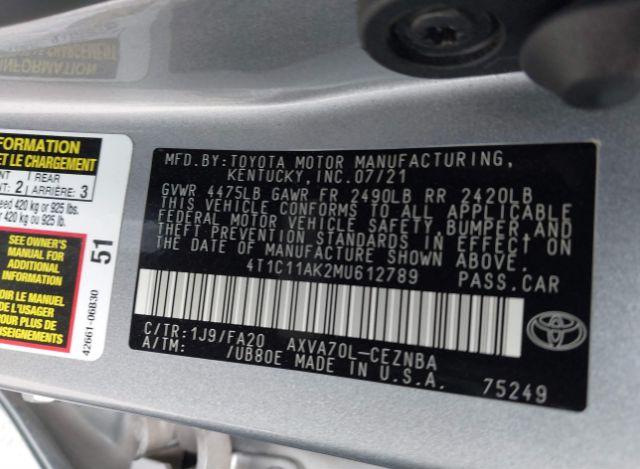 FORMATION
ET LE CHARGEMENT
1 REAR
2 ARRIÈRE: 3
420 kg or 925 lbs.
420 kg ou 925 lb.
SEE OWNER'S
MANUAL FOR
ADDITIONAL
INFORMATION
VOIR LE MANUEL
DE L'USAGER
POUR PLUS DE
RENSEIGNEMENTS
42661-06B30
51
MFD.BY:TOYOTA MOTOR MANUFACTURING,
KENTUCKY,INC.07/21
GVWR 4475LB GAWR FR 2490LB RR 2420LB
THIS VEHICLE CONFORMS TO ALL APPLICABLE
FEDERAL MOTOR VEHICLE SAFETY,BUMPER,AND
THEFT PREVENTION STANDARDS IN EFFECT ON
THE DATE OF MANUFACTURE SHOWN ABOVE.
4T1C11AK2MU612789 PASS.CAR
C/TR:1J9/FA20 AXVA70L-CEZNBA
A/TM: /UB80E MADE IN U.S.A.
TOYOTA
75249